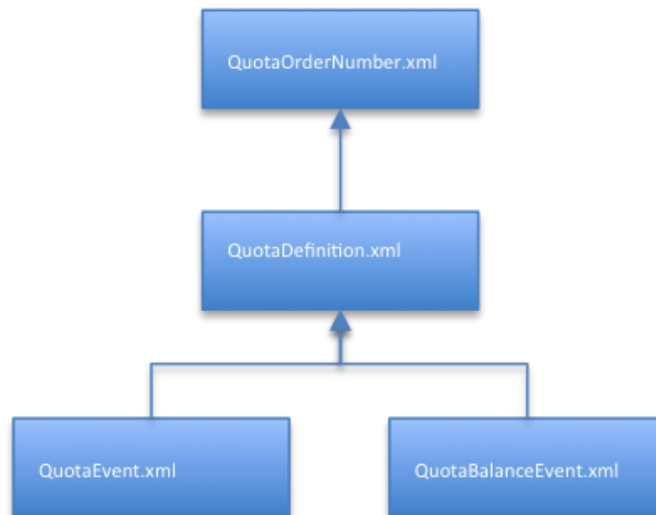 QuotaOrderNumber.xml
QuotaDefinition.xml
QuotaEvent.xml
QuotaBalanceEvent.xml